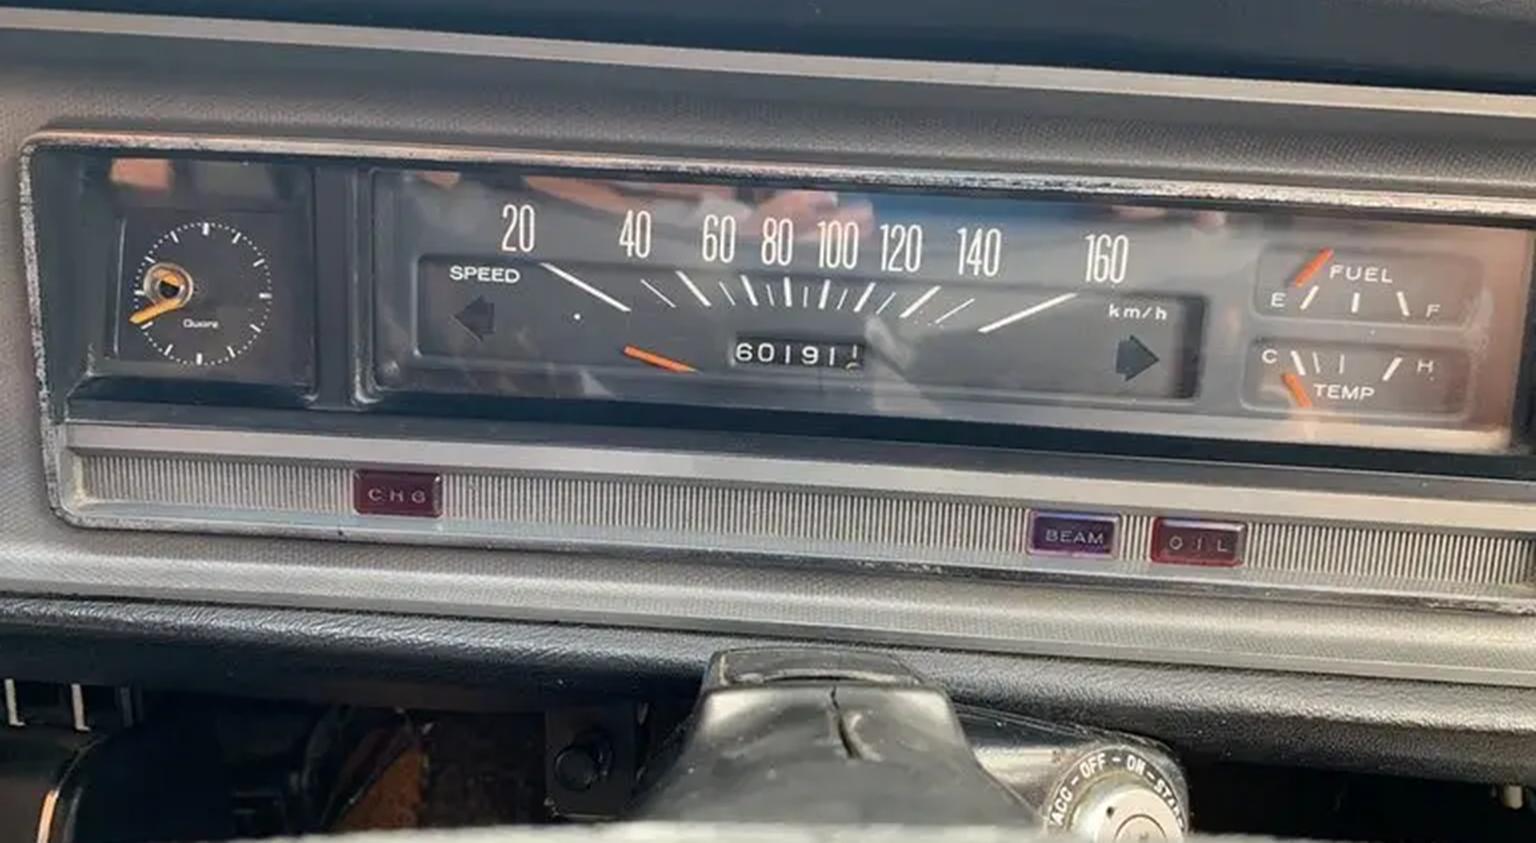 20 40 60 80 100 120 140 160
SPEED
km/h
FUEL
E F
Quartz
C H
TEMP
60191
CHG
BEAM
OIL
ACC-OFF-ON-START